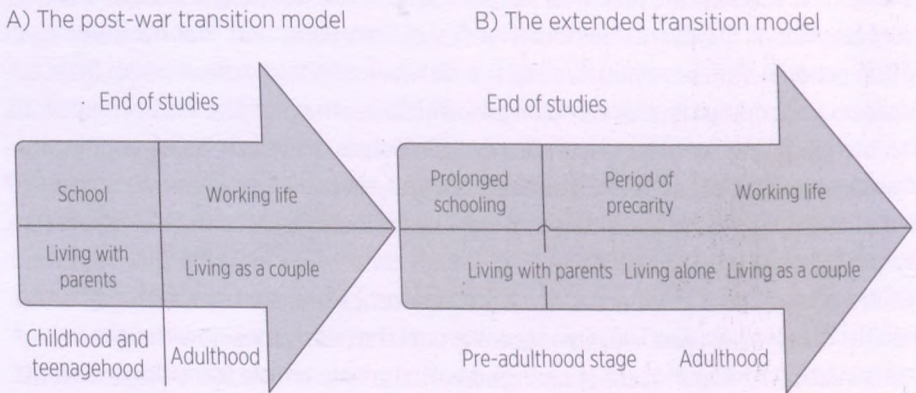 A) The post-war transition model
B) The extended transition model
End of studies
School
Working life
Living with
parents
Living as a couple
Childhood and
teenagehood
Adulthood
End of studies
Prolonged
schooling
Period of
precarity
Working life
Living with parents
Living alone
Living as a couple
Pre-adulthood stage
Adulthood